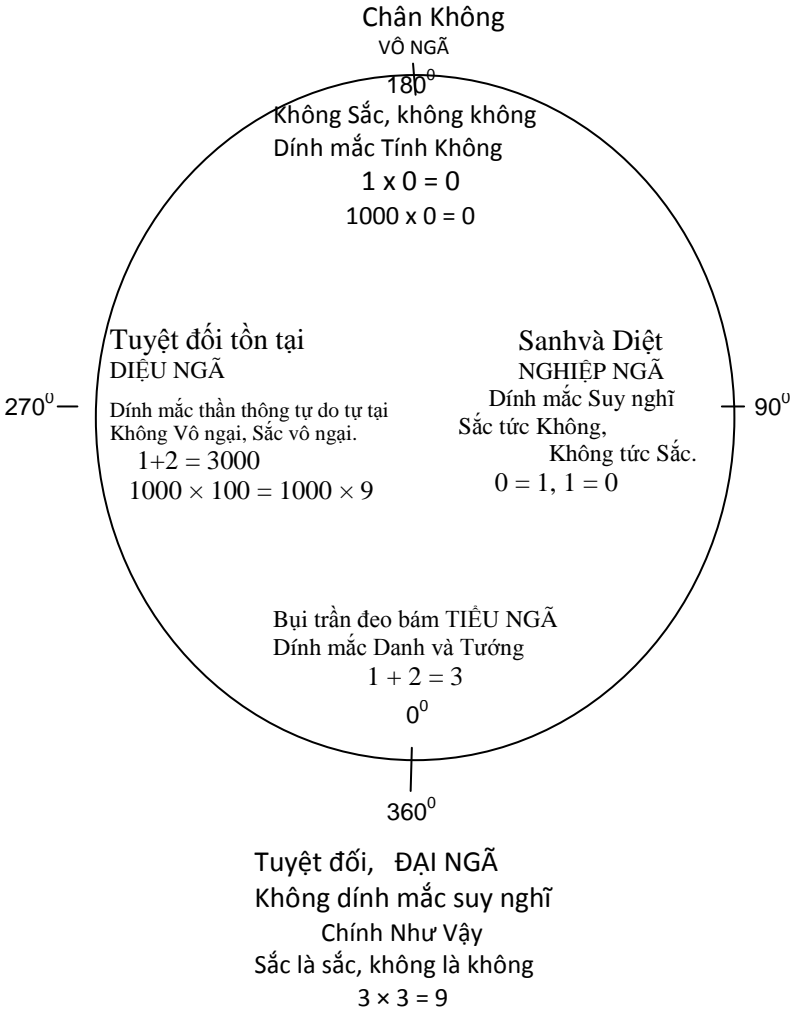 Chân Không
VÔ NGÃ
180⁰
Không Sắc, không không
Dính mắc Tính Không
1 x 0 = 0
1000 x 0 = 0
Tuyệt đối tồn tại
DIỆU NGÃ
Dính mắc thần thông tự do tự tại
Không Vô ngại, Sắc vô ngại.
1+2 = 3000
1000 × 100 = 1000 × 9
270⁰
Sanhvà Diệt
NGHIỆP NGÃ
Dính mắc Suy nghĩ
Sắc tức Không,
Không tức Sắc.
0 = 1, 1 = 0
90⁰
Bụi trần đeo bám TIỂU NGÃ
Dính mắc Danh và Tướng
1 + 2 = 3
0⁰
360⁰
Tuyệt đối, ĐẠI NGÃ
Không dính mắc suy nghĩ
Chính Như Vậy
Sắc là sắc, không là không
3 × 3 = 9